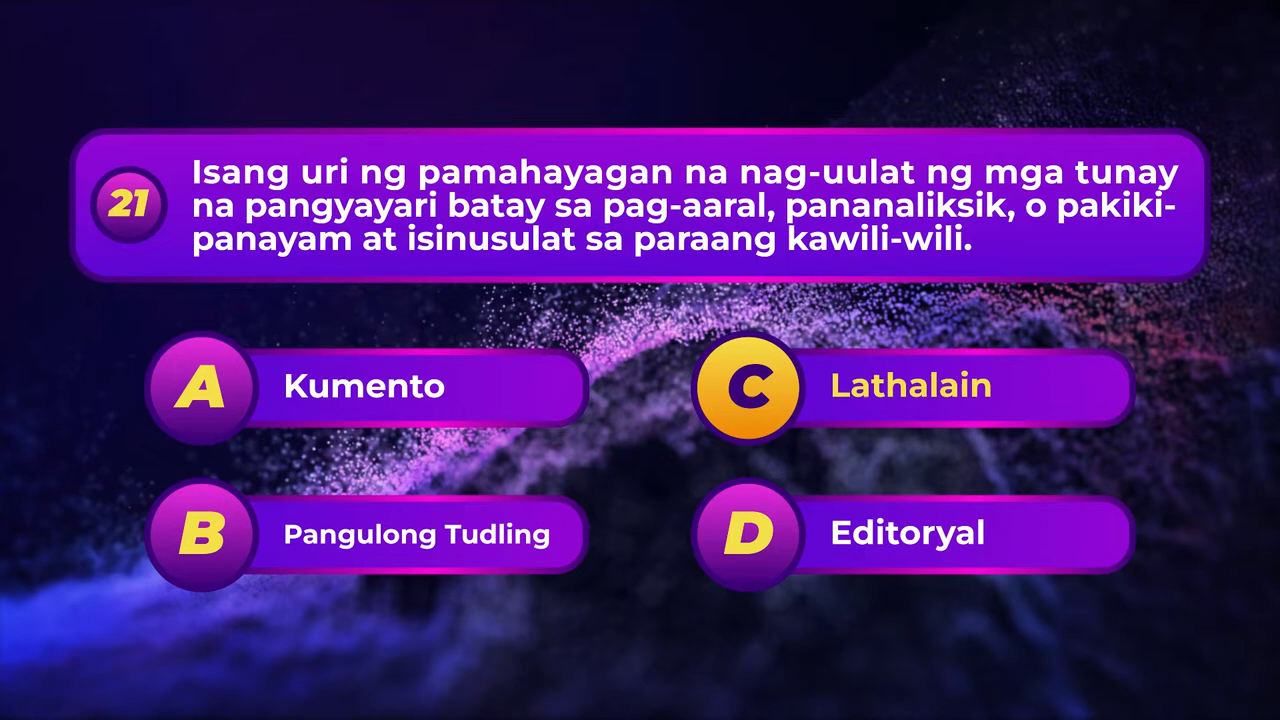 21
Isang uri ng pamahayagan na nag-uulat ng mga tunay
na pangyayari batay sa pag-aaral, pananaliksik, o pakiki-
panayam at isinusulat sa paraang kawili-wili.
A Kumento
B Pangulong Tudling
C Lathalain
D Editoryal